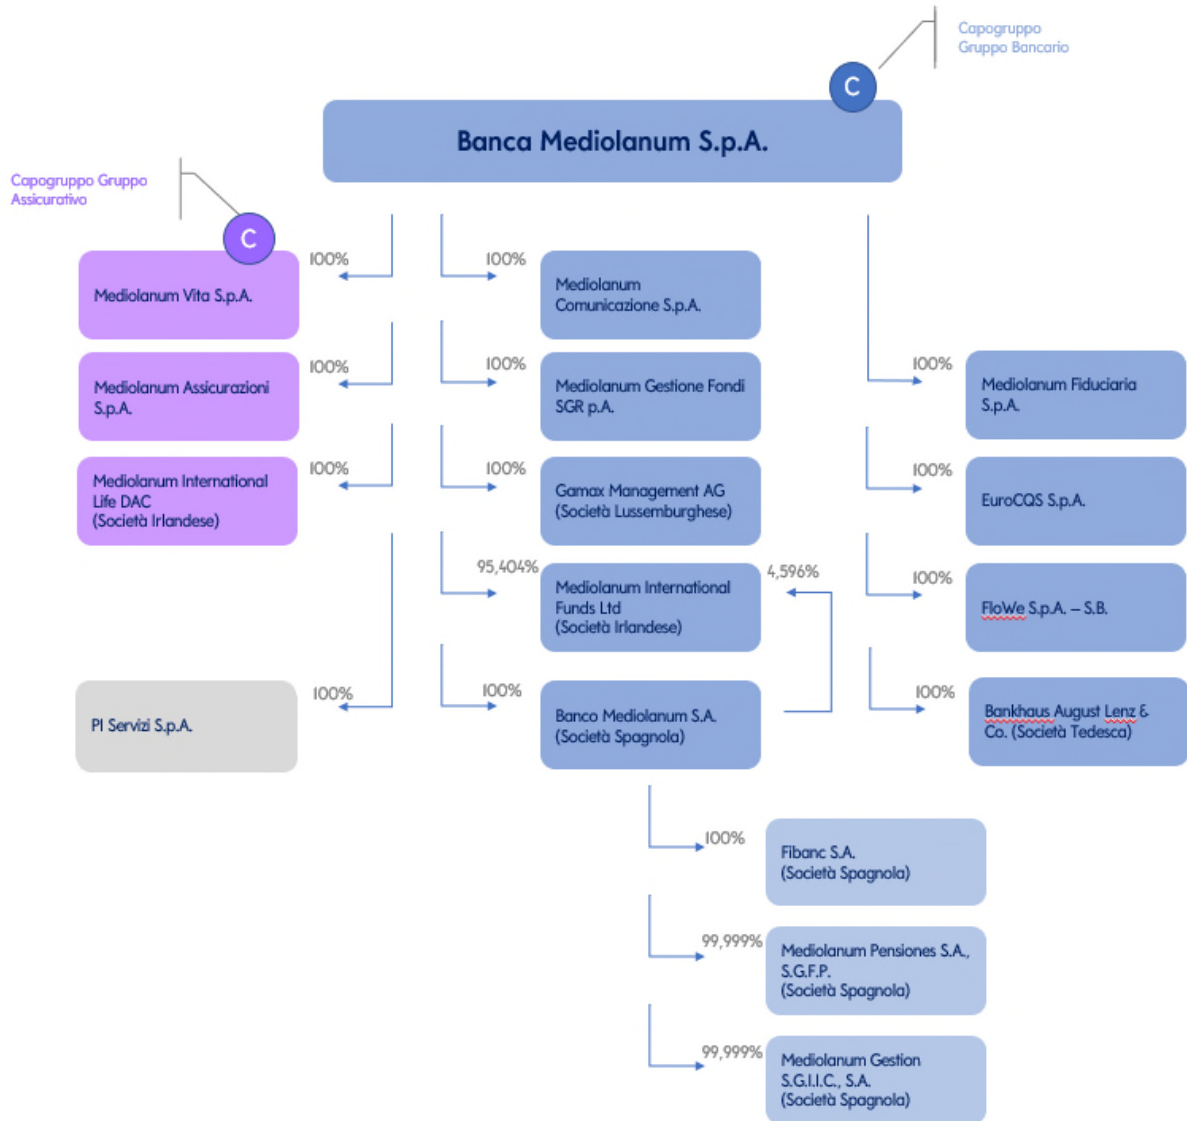 Capogruppo
Gruppo Bancario
C
Banca Mediolanum S.p.A.
Capogruppo Gruppo
Assicurativo
C
100%
Mediolanum Vita S.p.A.
100%
Mediolanum Assicurazioni
S.p.A.
100%
Mediolanum International
Life DAC
(Società Irlandese)
100%
PI Servizi S.p.A.
100%
Mediolanum
Comunicazione S.p.A.
100%
Mediolanum Gestione Fondi
SGR p.A.
100%
Gamax Management AG
(Società Lussemburghese)
95,404%
Mediolanum International
Funds Ltd
(Società Irlandese)
4,596%
100%
Banco Mediolanum S.A.
(Società Spagnola)
100%
Mediolanum Fiduciaria
S.p.A.
100%
EuroCQS S.p.A.
100%
FloWe S.p.A. – S.B.
100%
Bankhaus August Lenz &
Co. (Società Tedesca)
100%
Fibanc S.A.
(Società Spagnola)
99,999%
Mediolanum Pensiones S.A.,
S.G.F.P.
(Società Spagnola)
99,999%
Mediolanum Gestion
S.G.I.I.C., S.A.
(Società Spagnola)